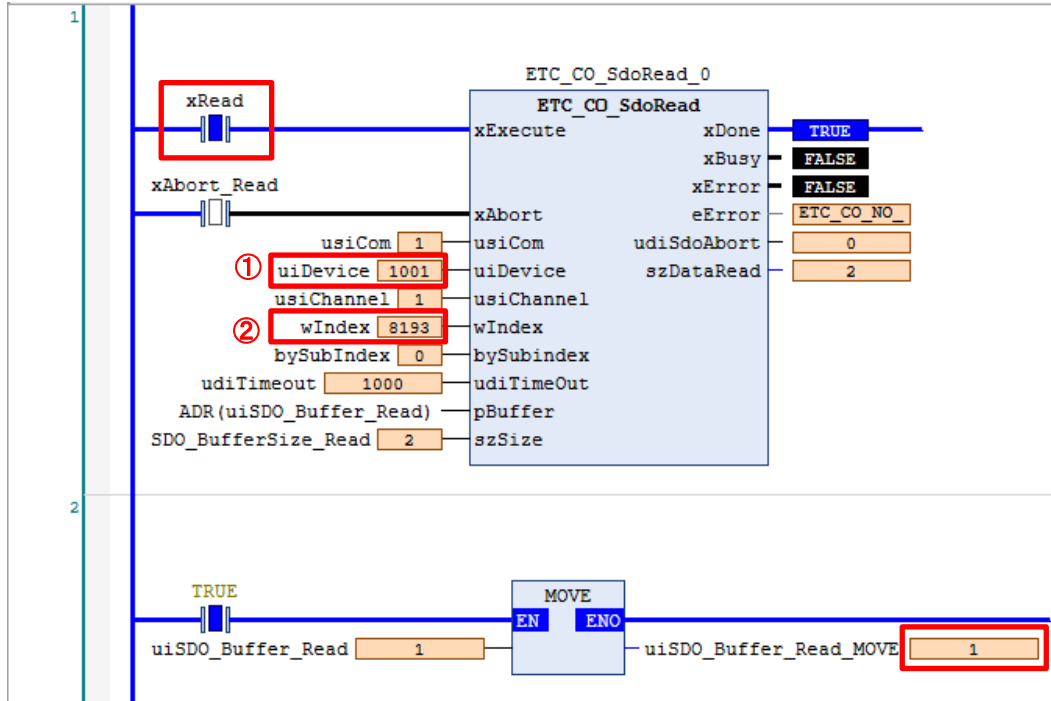 1
ETC_CO_SdoRead_0
xRead
ETC_CO_SdoRead
xExecute xDone TRUE
xBusy FALSE
xAbort_Read xError FALSE
xAbort eError ETC_CO_NO_
usiCom 1 usiCom udiSdoAbort 0
① uiDevice 1001 uiDevice szDataRead 2
usiChannel 1 usiChannel
② wIndex 8193 wIndex
bySubIndex 0 bySubindex
udiTimeout 1000 udiTimeOut
ADR(uiSDO_Buffer_Read) pBuffer
SDO_BufferSize_Read 2 szSize
2
TRUE MOVE
EN ENO
uiSDO_Buffer_Read 1 uiSDO_Buffer_Read_MOVE 1